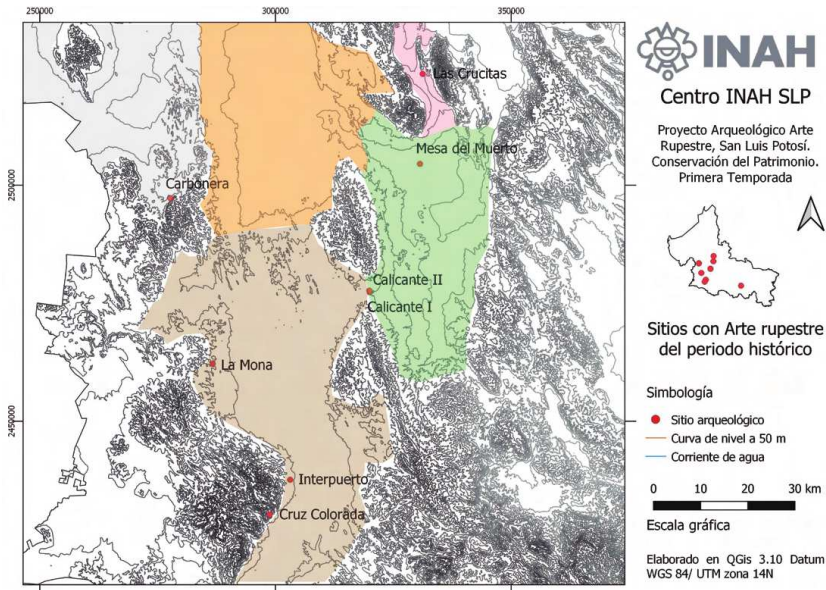 250000
300000
350000
2550000
2500000
2450000
Las Crucitas
Mesa del Muerto
Carbonera
Calicante II
Calicante I
La Mona
Interpuerto
Cruz Colorada
INAH
Centro INAH SLP
Proyecto Arqueológico Arte
Rupestre, San Luis Potosí.
Conservación del Patrimonio.
Primera Temporada
Sitios con Arte rupestre
del periodo histórico
Simbología
Sitio arqueológico
Curva de nivel a 50 m
Corriente de agua
0 10 20 30 km
Escala gráfica
Elaborado en QGis 3.10 Datum
WGS 84/ UTM zona 14N